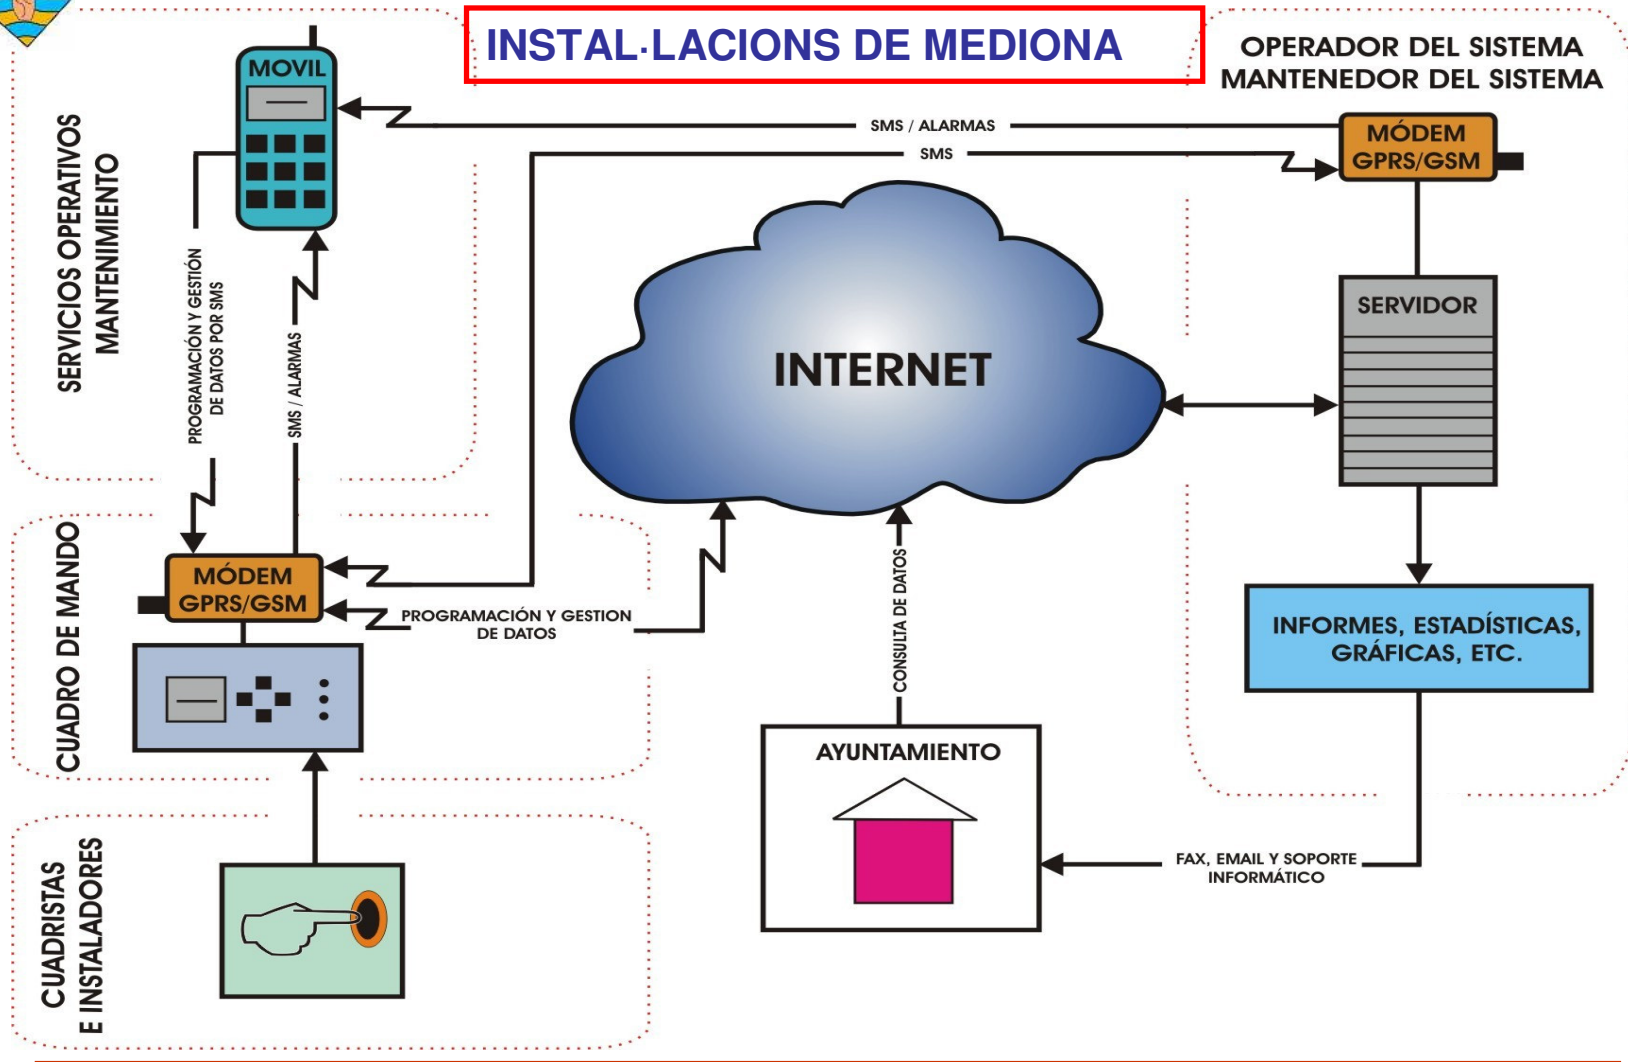 INSTAL·LACIONS DE MEDIONA
OPERADOR DEL SISTEMA
MANTENEDOR DEL SISTEMA
SERVICIOS OPERATIVOS
MANTENIMIENTO
MOVIL
SMS / ALARMAS
SMS
MÓDEM
GPRS/GSM
PROGRAMACIÓN Y GESTIÓN
DE DATOS POR SMS
SMS / ALARMAS
INTERNET
SERVIDOR
CUADRO DE MANDO
MÓDEM
GPRS/GSM
PROGRAMACIÓN Y GESTION
DE DATOS
CONSULTA DE DATOS
INFORMES, ESTADÍSTICAS,
GRÁFICAS, ETC.
AYUNTAMIENTO
FAX, EMAIL Y SOPORTE
INFORMÁTICO
CUADRISTAS
E INSTALADORES